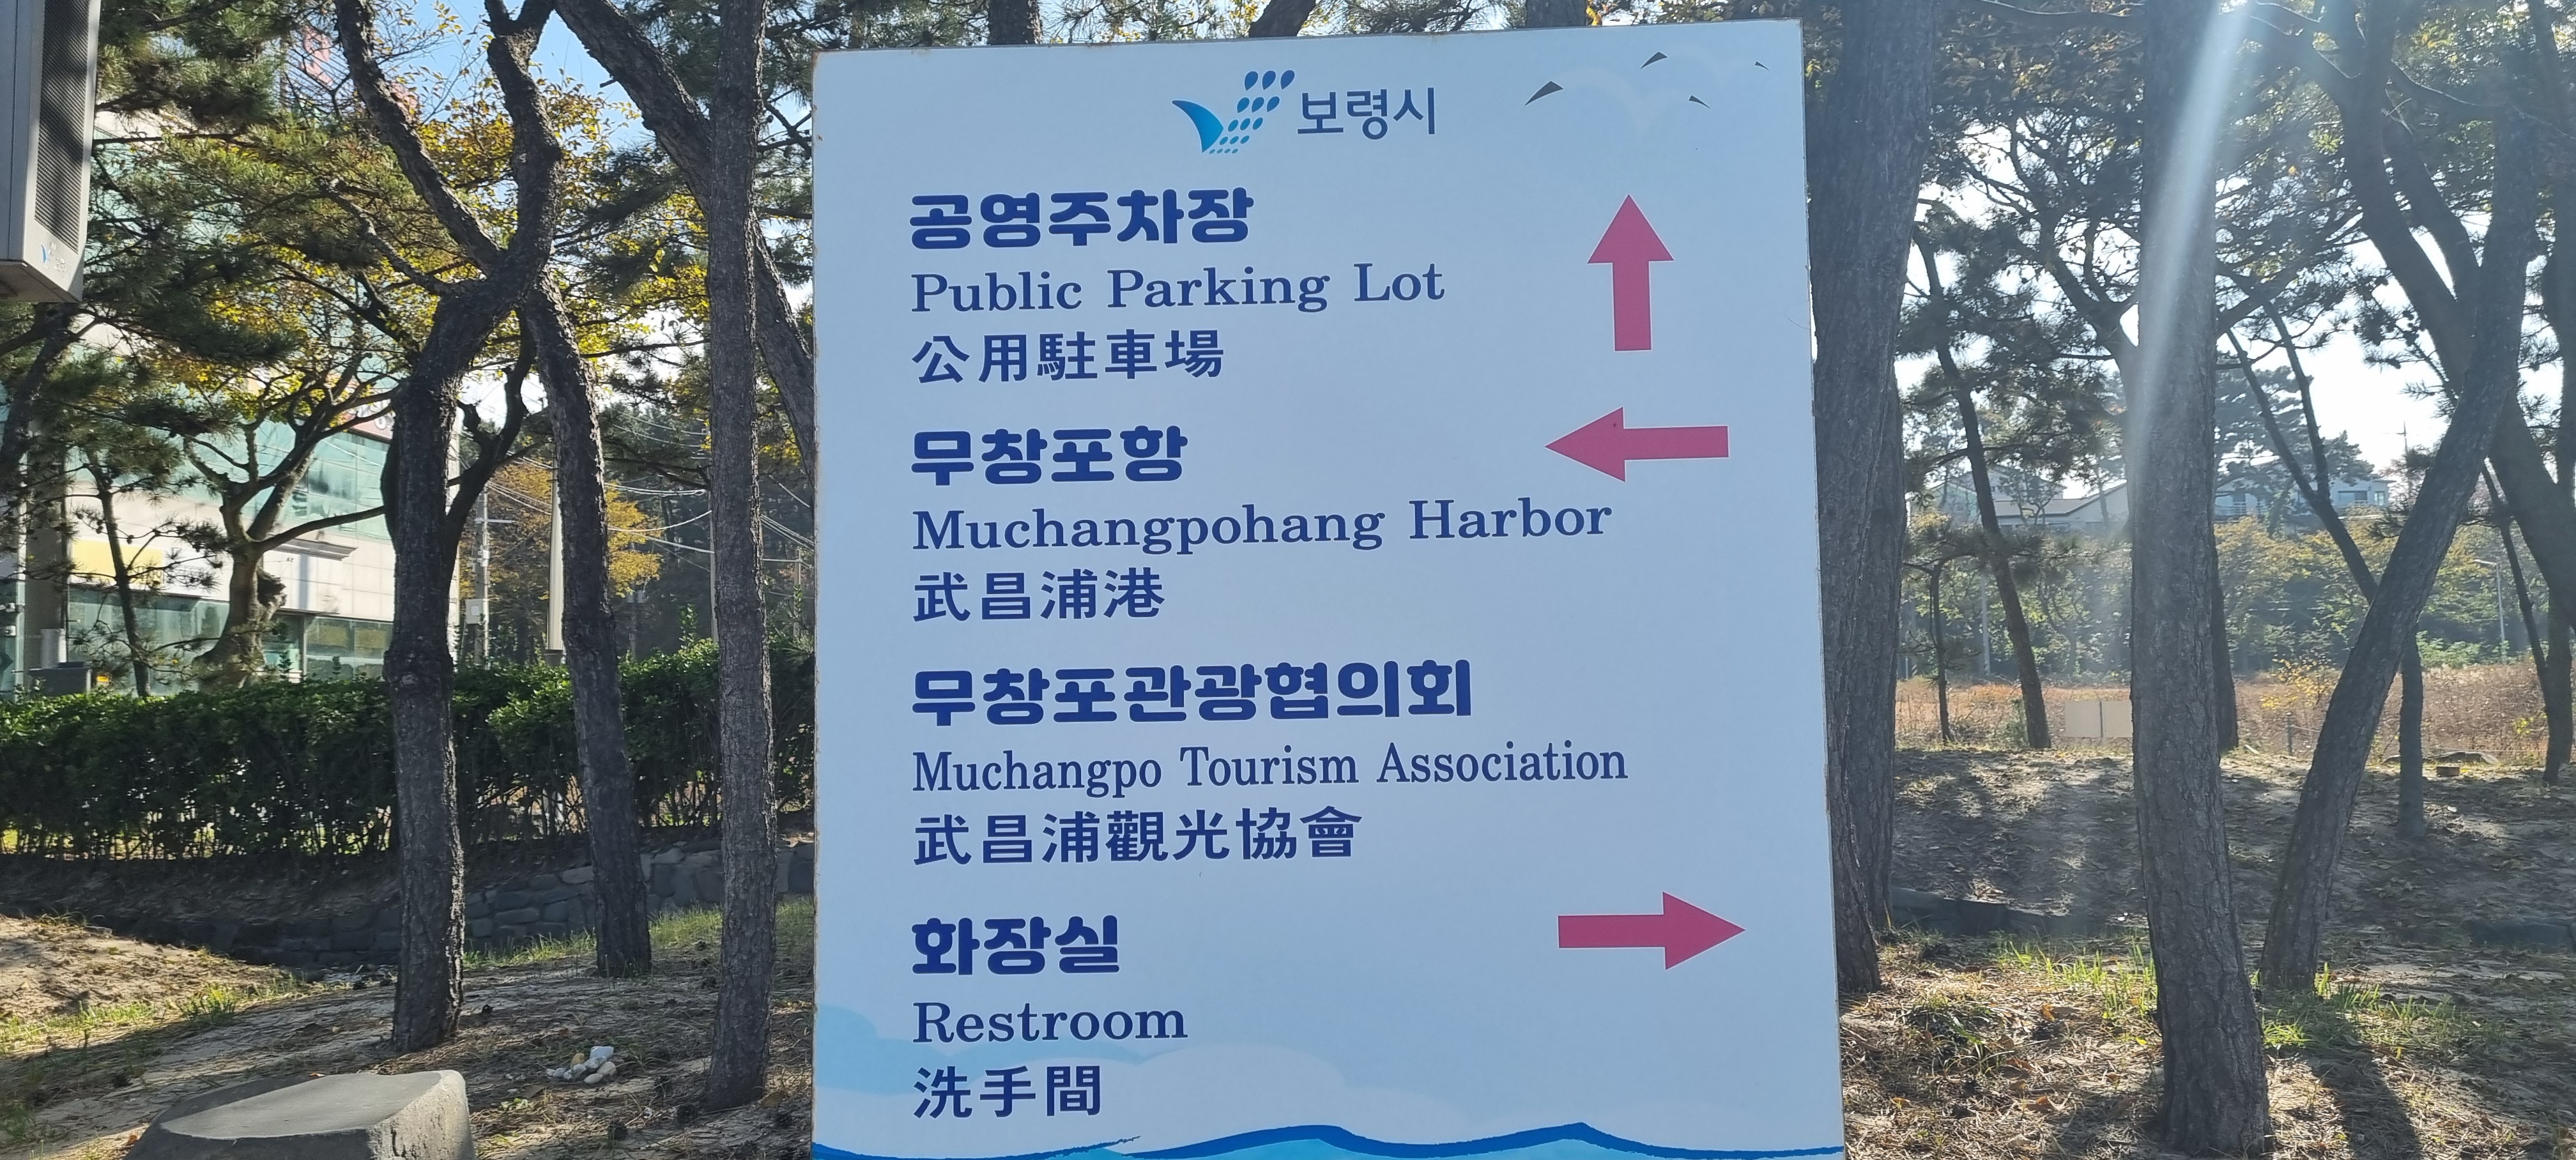 보령시
공영주차장
Public Parking Lot
公用駐車場
무창포항
Muchangpohang Harbor
武昌浦港
무창포관광협의회
Muchangpo Tourism Association
武昌浦觀光協會
화장실
Restroom
洗手間